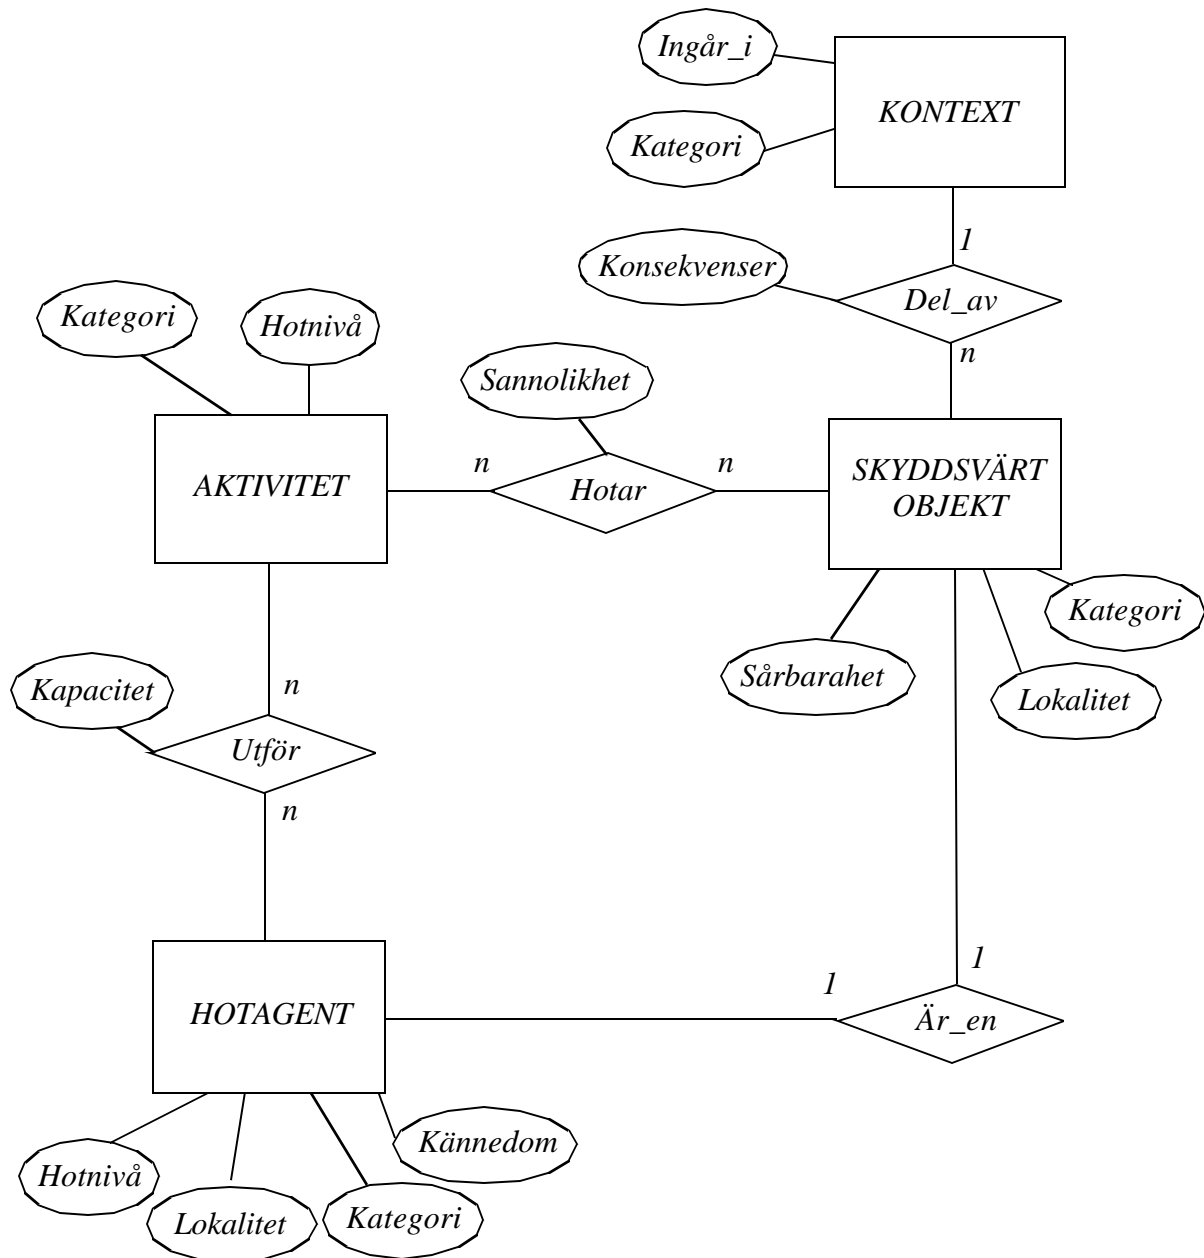 Ingår_i
KONTEXT
Kategori
1
Konsekvenser
Del_av
Kategori
Hotnivå
n
Sannolikhet
n
n
SKYDDSVÄRT
OBJEKT
AKTIVITET
Hotar
Kategori
Sårbarahet
Lokalitet
n
Kapacitet
Utför
n
1
1
HOTAGENT
Är_en
Kännedom
Hotnivå
Lokalitet
Kategori